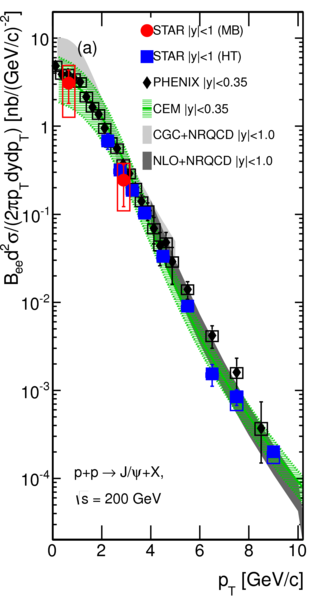 (a)
STAR |y|<1 (MB)
STAR |y|<1 (HT)
PHENIX |y|<0.35
CEM |y|<0.35
CGC+NRQCD |y|<1.0
NLO+NRQCD |y|<1.0
B_ee d²σ/(2πp_T dydp_T) [nb/(GeV/c)²]
10
1
10⁻¹
10⁻²
10⁻³
10⁻⁴
p+p → J/ψ+X,
√s = 200 GeV
0 2 4 6 8 10
p_T [GeV/c]